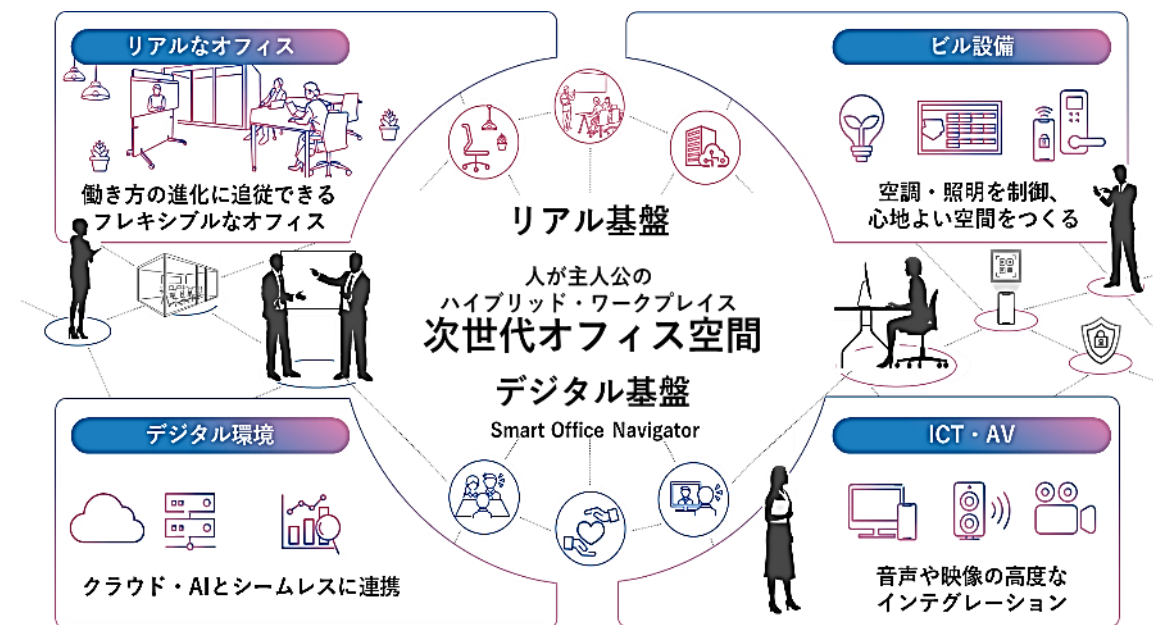 リアルなオフィス
働き方の進化に追従できる
フレキシブルなオフィス
ビル設備
空調・照明を制御、
心地よい空間をつくる
リアル基盤
人が主人公の
ハイブリッド・ワークプレイス
次世代オフィス空間
デジタル基盤
Smart Office Navigator
デジタル環境
クラウド・AIとシームレスに連携
ICT・AV
音声や映像の高度な
インテグレーション